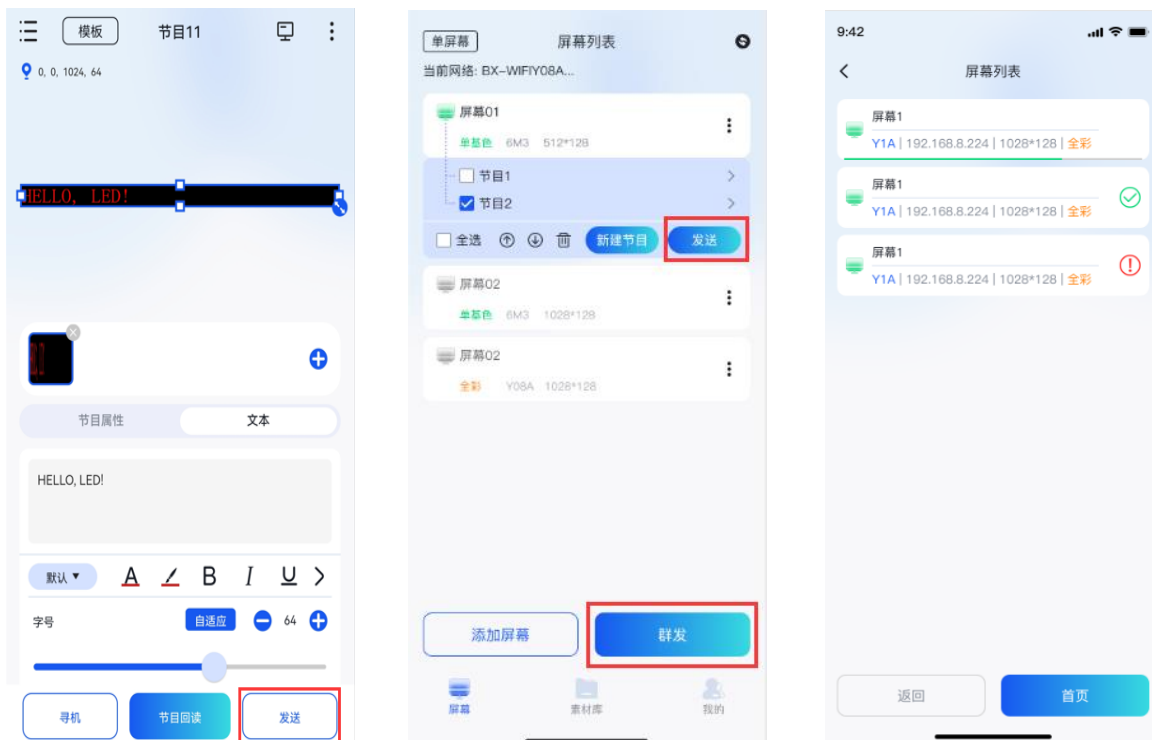 模板
节目11
0, 0, 1024, 64
HELLO, LED!
节目属性
文本
HELLO, LED!
默认
A
B
I
U
字号
自适应
64
寻机
节目回读
发送
单屏幕
屏幕列表
当前网络: BX-WIFIY08A...
屏幕01
单基色 6M3 512*128
节目1
节目2
全选
新建节目
发送
屏幕02
单基色 6M3 1028*128
屏幕02
全彩 Y08A 1028*128
添加屏幕
群发
屏幕
素材库
我的
9:42
屏幕列表
屏幕1
Y1A | 192.168.8.224 | 1028*128 | 全彩
屏幕1
Y1A | 192.168.8.224 | 1028*128 | 全彩
屏幕1
Y1A | 192.168.8.224 | 1028*128 | 全彩
返回
首页